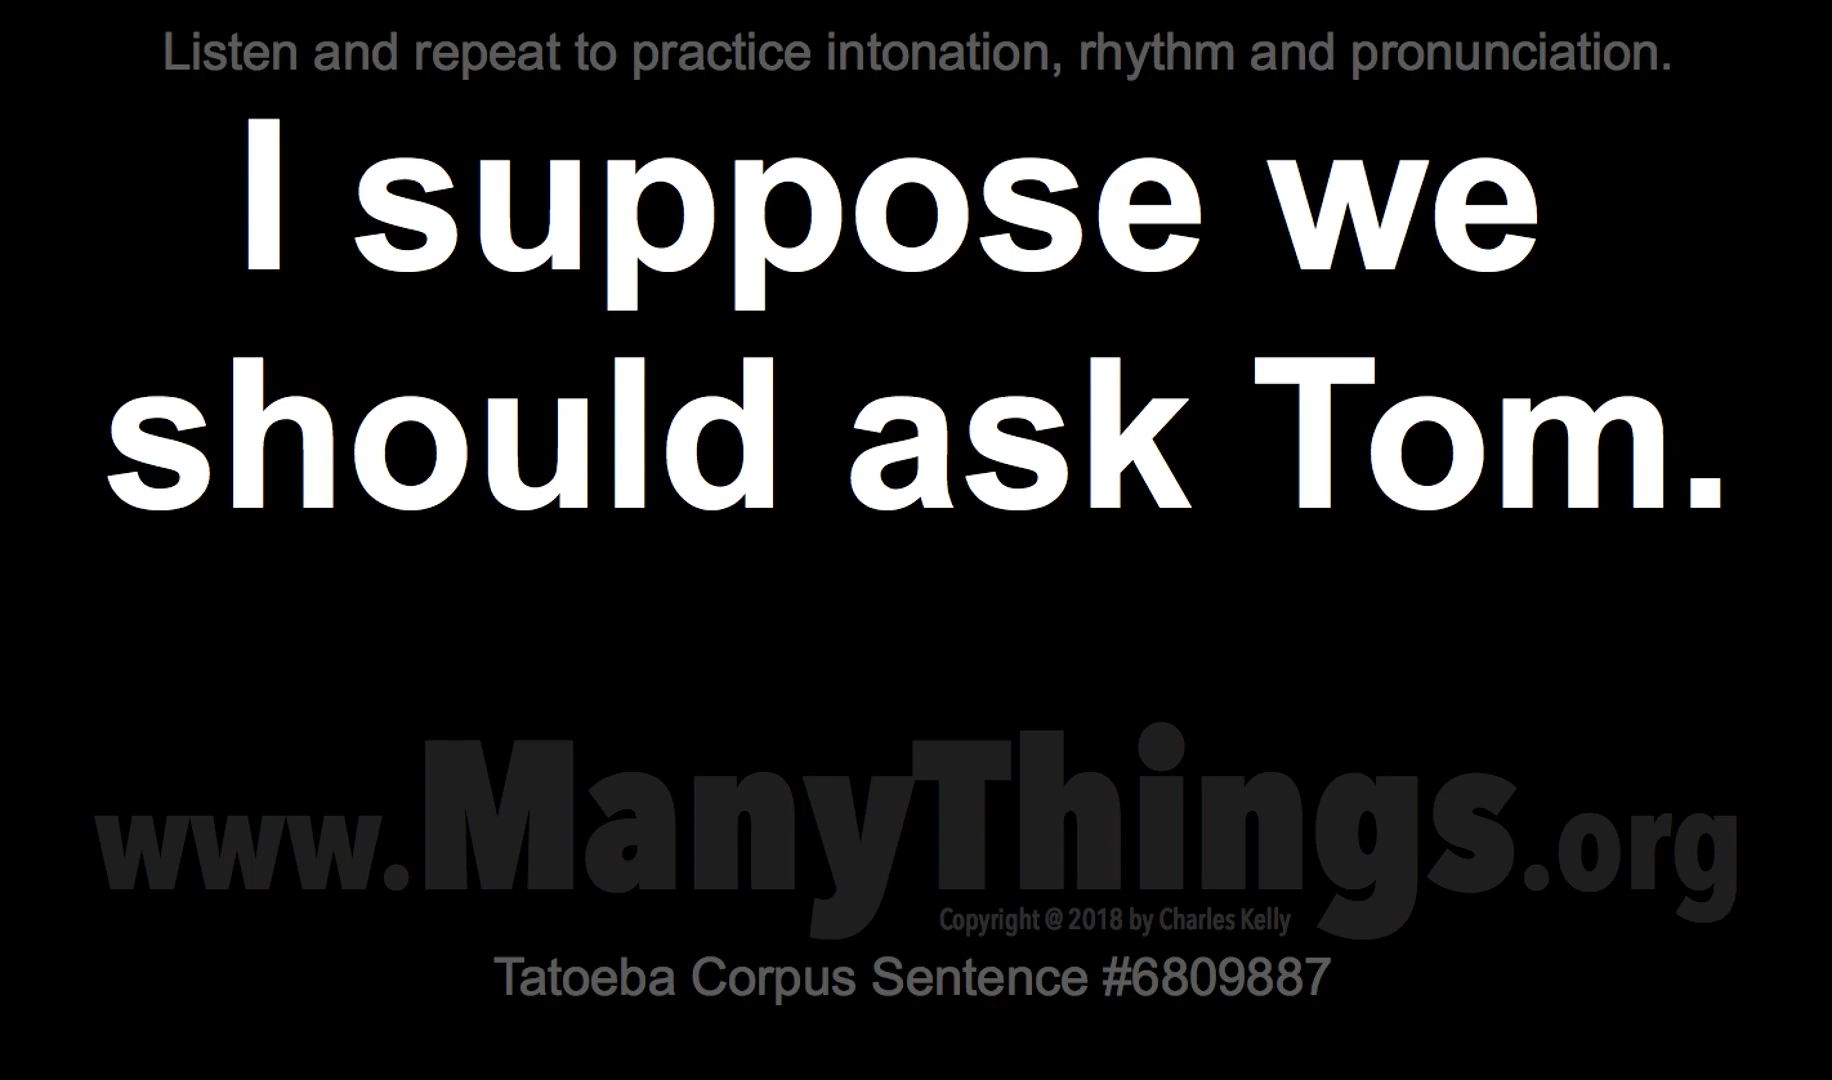 Listen and repeat to practice intonation, rhythm and pronunciation.
I suppose we
should ask Tom.
www.ManyThings.org
Copyright @ 2018 by Charles Kelly
Tatoeba Corpus Sentence #6809887